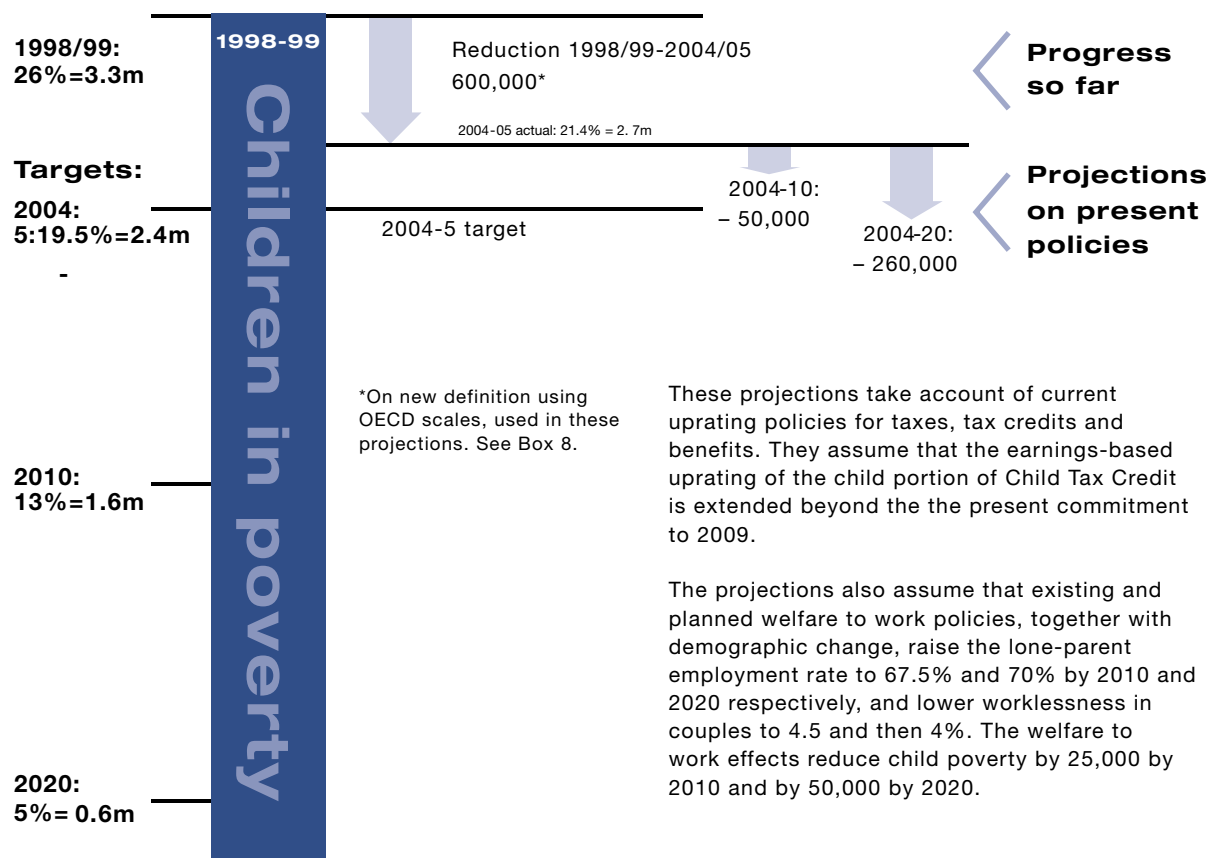 1998/99:
26%=3.3m
Targets:
2004:
5:19.5%=2.4m
-
2010:
13%=1.6m
2020:
5%= 0.6m
1998-99
Children in poverty
Reduction 1998/99-2004/05
600,000*
2004-05 actual: 21.4% = 2. 7m
2004-5 target
2004-10:
– 50,000
2004-20:
– 260,000
Progress
so far
Projections
on present
policies
*On new definition using
OECD scales, used in these
projections. See Box 8.
These projections take account of current
uprating policies for taxes, tax credits and
benefits. They assume that the earnings-based
uprating of the child portion of Child Tax Credit
is extended beyond the the present commitment
to 2009.
The projections also assume that existing and
planned welfare to work policies, together with
demographic change, raise the lone-parent
employment rate to 67.5% and 70% by 2010 and
2020 respectively, and lower worklessness in
couples to 4.5 and then 4%. The welfare to
work effects reduce child poverty by 25,000 by
2010 and by 50,000 by 2020.